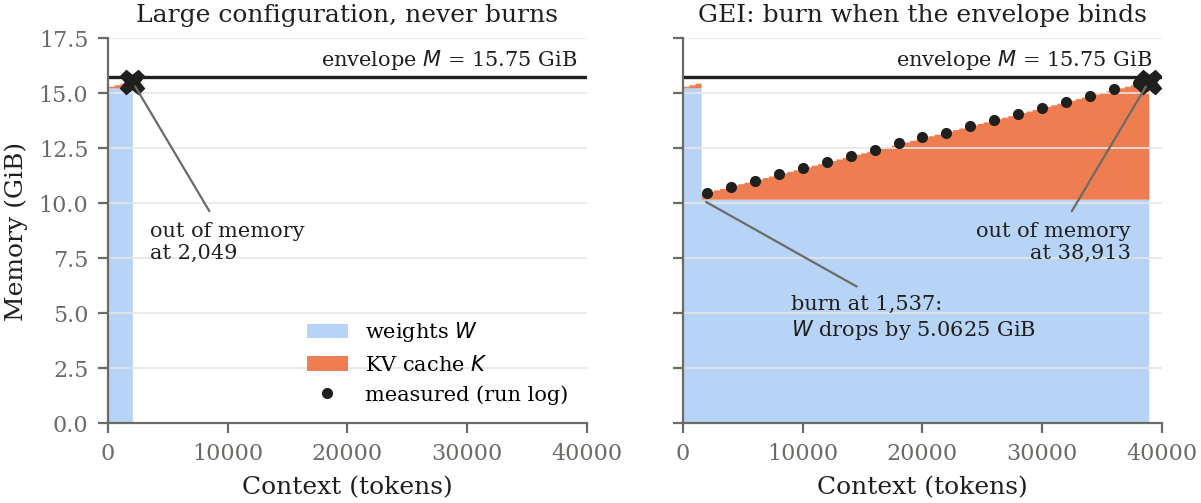 Large configuration, never burns
GEI: burn when the envelope binds
17.5
15.0
12.5
10.0
7.5
5.0
2.5
0.0
Memory (GiB)
envelope M = 15.75 GiB
out of memory
at 2,049
weights W
KV cache K
measured (run log)
0
10000
20000
30000
40000
Context (tokens)
envelope M = 15.75 GiB
out of memory
at 38,913
burn at 1,537:
W drops by 5.0625 GiB
0
10000
20000
30000
40000
Context (tokens)